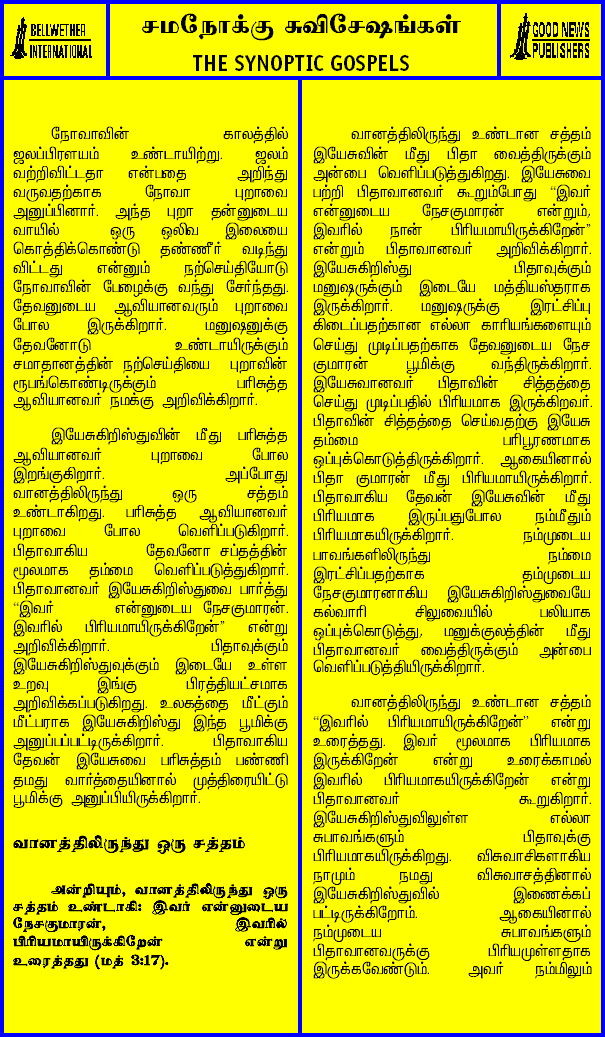 BELLWETHER
INTERNATIONAL
சமநோக்கு சுவிசேஷங்கள்
THE SYNOPTIC GOSPELS
GOOD NEWS
PUBLISHERS
நோவாவின் காலத்தில்
ஜலப்பிரளயம் உண்டாயிற்று. ஜலம்
வற்றிவிட்டதா என்பதை அறிந்து
வருவதற்காக நோவா புறாவை
அனுப்பினார். அந்த புறா தன்னுடைய
வாயில் ஒரு ஒலிவ இலையை
கொத்திக்கொண்டு தண்ணீர் வடிந்து
விட்டது என்னும் நற்செய்தியோடு
நோவாவின் பேழைக்கு வந்து சேர்ந்தது.
தேவனுடைய ஆவியானவரும் புறாவை
போல இருக்கிறார். மனுஷனுக்கு
தேவனோடு உண்டாயிருக்கும்
சமாதானத்தின் நற்செய்தியை புறாவின்
ரூபங்கொண்டிருக்கும் பரிசுத்த
ஆவியானவர் நமக்கு அறிவிக்கிறார்.
இயேசுகிறிஸ்துவின் மீது பரிசுத்த
ஆவியானவர் புறாவை போல
இறங்குகிறார். அப்போது
வானத்திலிருந்து ஒரு சத்தம்
உண்டாகிறது. பரிசுத்த ஆவியானவர்
புறாவை போல வெளிப்படுகிறார்.
பிதாவாகிய தேவனோ சப்தத்தின்
மூலமாக தம்மை வெளிப்படுத்துகிறார்.
பிதாவானவர் இயேசுகிறிஸ்துவை பார்த்து
“இவர் என்னுடைய நேசகுமாரன்.
இவரில் பிரியமாயிருக்கிறேன்” என்று
அறிவிக்கிறார். பிதாவுக்கும்
இயேசுகிறிஸ்துவுக்கும் இடையே உள்ள
உறவு இங்கு பிரத்தியட்சமாக
அறிவிக்கப்படுகிறது. உலகத்தை மீட்கும்
மீட்பராக இயேசுகிறிஸ்து இந்த பூமிக்கு
அனுப்பப்பட்டிருக்கிறார். பிதாவாகிய
தேவன் இயேசுவை பரிசுத்தம் பண்ணி
தமது வார்த்தையினால் முத்திரையிட்டு
பூமிக்கு அனுப்பியிருக்கிறார்.
வானத்திலிருந்து ஒரு சத்தம்
அன்றியும், வானத்திலிருந்து ஒரு
சத்தம் உண்டாகி: இவர் என்னுடைய
நேசகுமாரன், இவரில்
பிரியமாயிருக்கிறேன் என்று
உரைத்தது (மத் 3:17).
வானத்திலிருந்து உண்டான சத்தம்
இயேசுவின் மீது பிதா வைத்திருக்கும்
அன்பை வெளிப்படுத்துகிறது. இயேசுவை
பற்றி பிதாவானவர் கூறும்போது “இவர்
என்னுடைய நேசகுமாரன் என்றும்,
இவரில் நான் பிரியமாயிருக்கிறேன்”
என்றும் பிதாவானவர் அறிவிக்கிறார்.
இயேசுகிறிஸ்து பிதாவுக்கும்
மனுஷருக்கும் இடையே மத்தியஸ்தராக
இருக்கிறார். மனுஷருக்கு இரட்சிப்பு
கிடைப்பதற்கான எல்லா காரியங்களையும்
செய்து முடிப்பதற்காக தேவனுடைய நேச
குமாரன் பூமிக்கு வந்திருக்கிறார்.
இயேசுவானவர் பிதாவின் சித்தத்தை
செய்து முடிப்பதில் பிரியமாக இருக்கிறவர்.
பிதாவின் சித்தத்தை செய்வதற்கு இயேசு
தம்மை பரிபூரணமாக
ஒப்புக்கொடுத்திருக்கிறார். ஆகையினால்
பிதா குமாரன் மீது பிரியமாயிருக்கிறார்.
பிதாவாகிய தேவன் இயேசுவின் மீது
பிரியமாக இருப்பதுபோல நம்மீதும்
பிரியமாகயிருக்கிறார். நம்முடைய
பாவங்களிலிருந்து நம்மை
இரட்சிப்பதற்காக தம்முடைய
நேசகுமாரனாகிய இயேசுகிறிஸ்துவையே
கல்வாரி சிலுவையில் பலியாக
ஒப்புக்கொடுத்து, மனுக்குலத்தின் மீது
பிதாவானவர் வைத்திருக்கும் அன்பை
வெளிப்படுத்தியிருக்கிறார்.
வானத்திலிருந்து உண்டான சத்தம்
“இவரில் பிரியமாயிருக்கிறேன்” என்று
உரைத்தது. இவர் மூலமாக பிரியமாக
இருக்கிறேன் என்று உரைக்காமல்
இவரில் பிரியமாகயிருக்கிறேன் என்று
பிதாவானவர் கூறுகிறார்.
இயேசுகிறிஸ்துவிலுள்ள எல்லா
சுபாவங்களும் பிதாவுக்கு
பிரியமாகயிருக்கிறது. விசுவாசிகளாகிய
நாமும் நமது விசுவாசத்தினால்
இயேசுகிறிஸ்துவில் இணைக்கப்
பட்டிருக்கிறோம். ஆகையினால்
நம்முடைய சுபாவங்களும்
பிதாவானவருக்கு பிரியமுள்ளதாக
இருக்கவேண்டும். அவர் நம்மிலும்